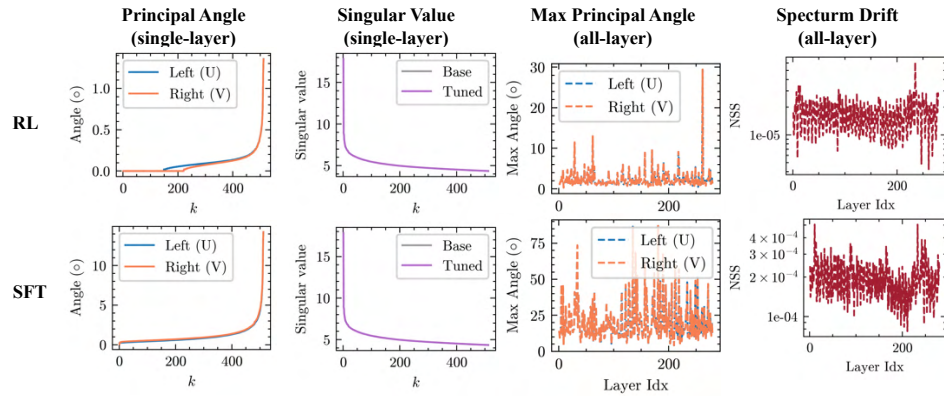 Principal Angle
(single-layer)
Singular Value
(single-layer)
Max Principal Angle
(all-layer)
Specturm Drift
(all-layer)
RL
Angle (○)
1.0
0.5
0.0
0 200 400
k
Left (U)
Right (V)
Singular value
15
10
5
0 200 400
k
Base
Tuned
Max Angle (○)
30
20
10
0
0 200
Left (U)
Right (V)
NSS
1e-05
0 200
Layer Idx
SFT
Angle (○)
10
5
0
0 200 400
k
Left (U)
Right (V)
Singular value
15
10
5
0 200 400
k
Base
Tuned
Max Angle (○)
75
50
25
0
0 200
Layer Idx
Left (U)
Right (V)
NSS
4 × 10⁻⁴
3 × 10⁻⁴
2 × 10⁻⁴
1e-04
0 200
Layer Idx